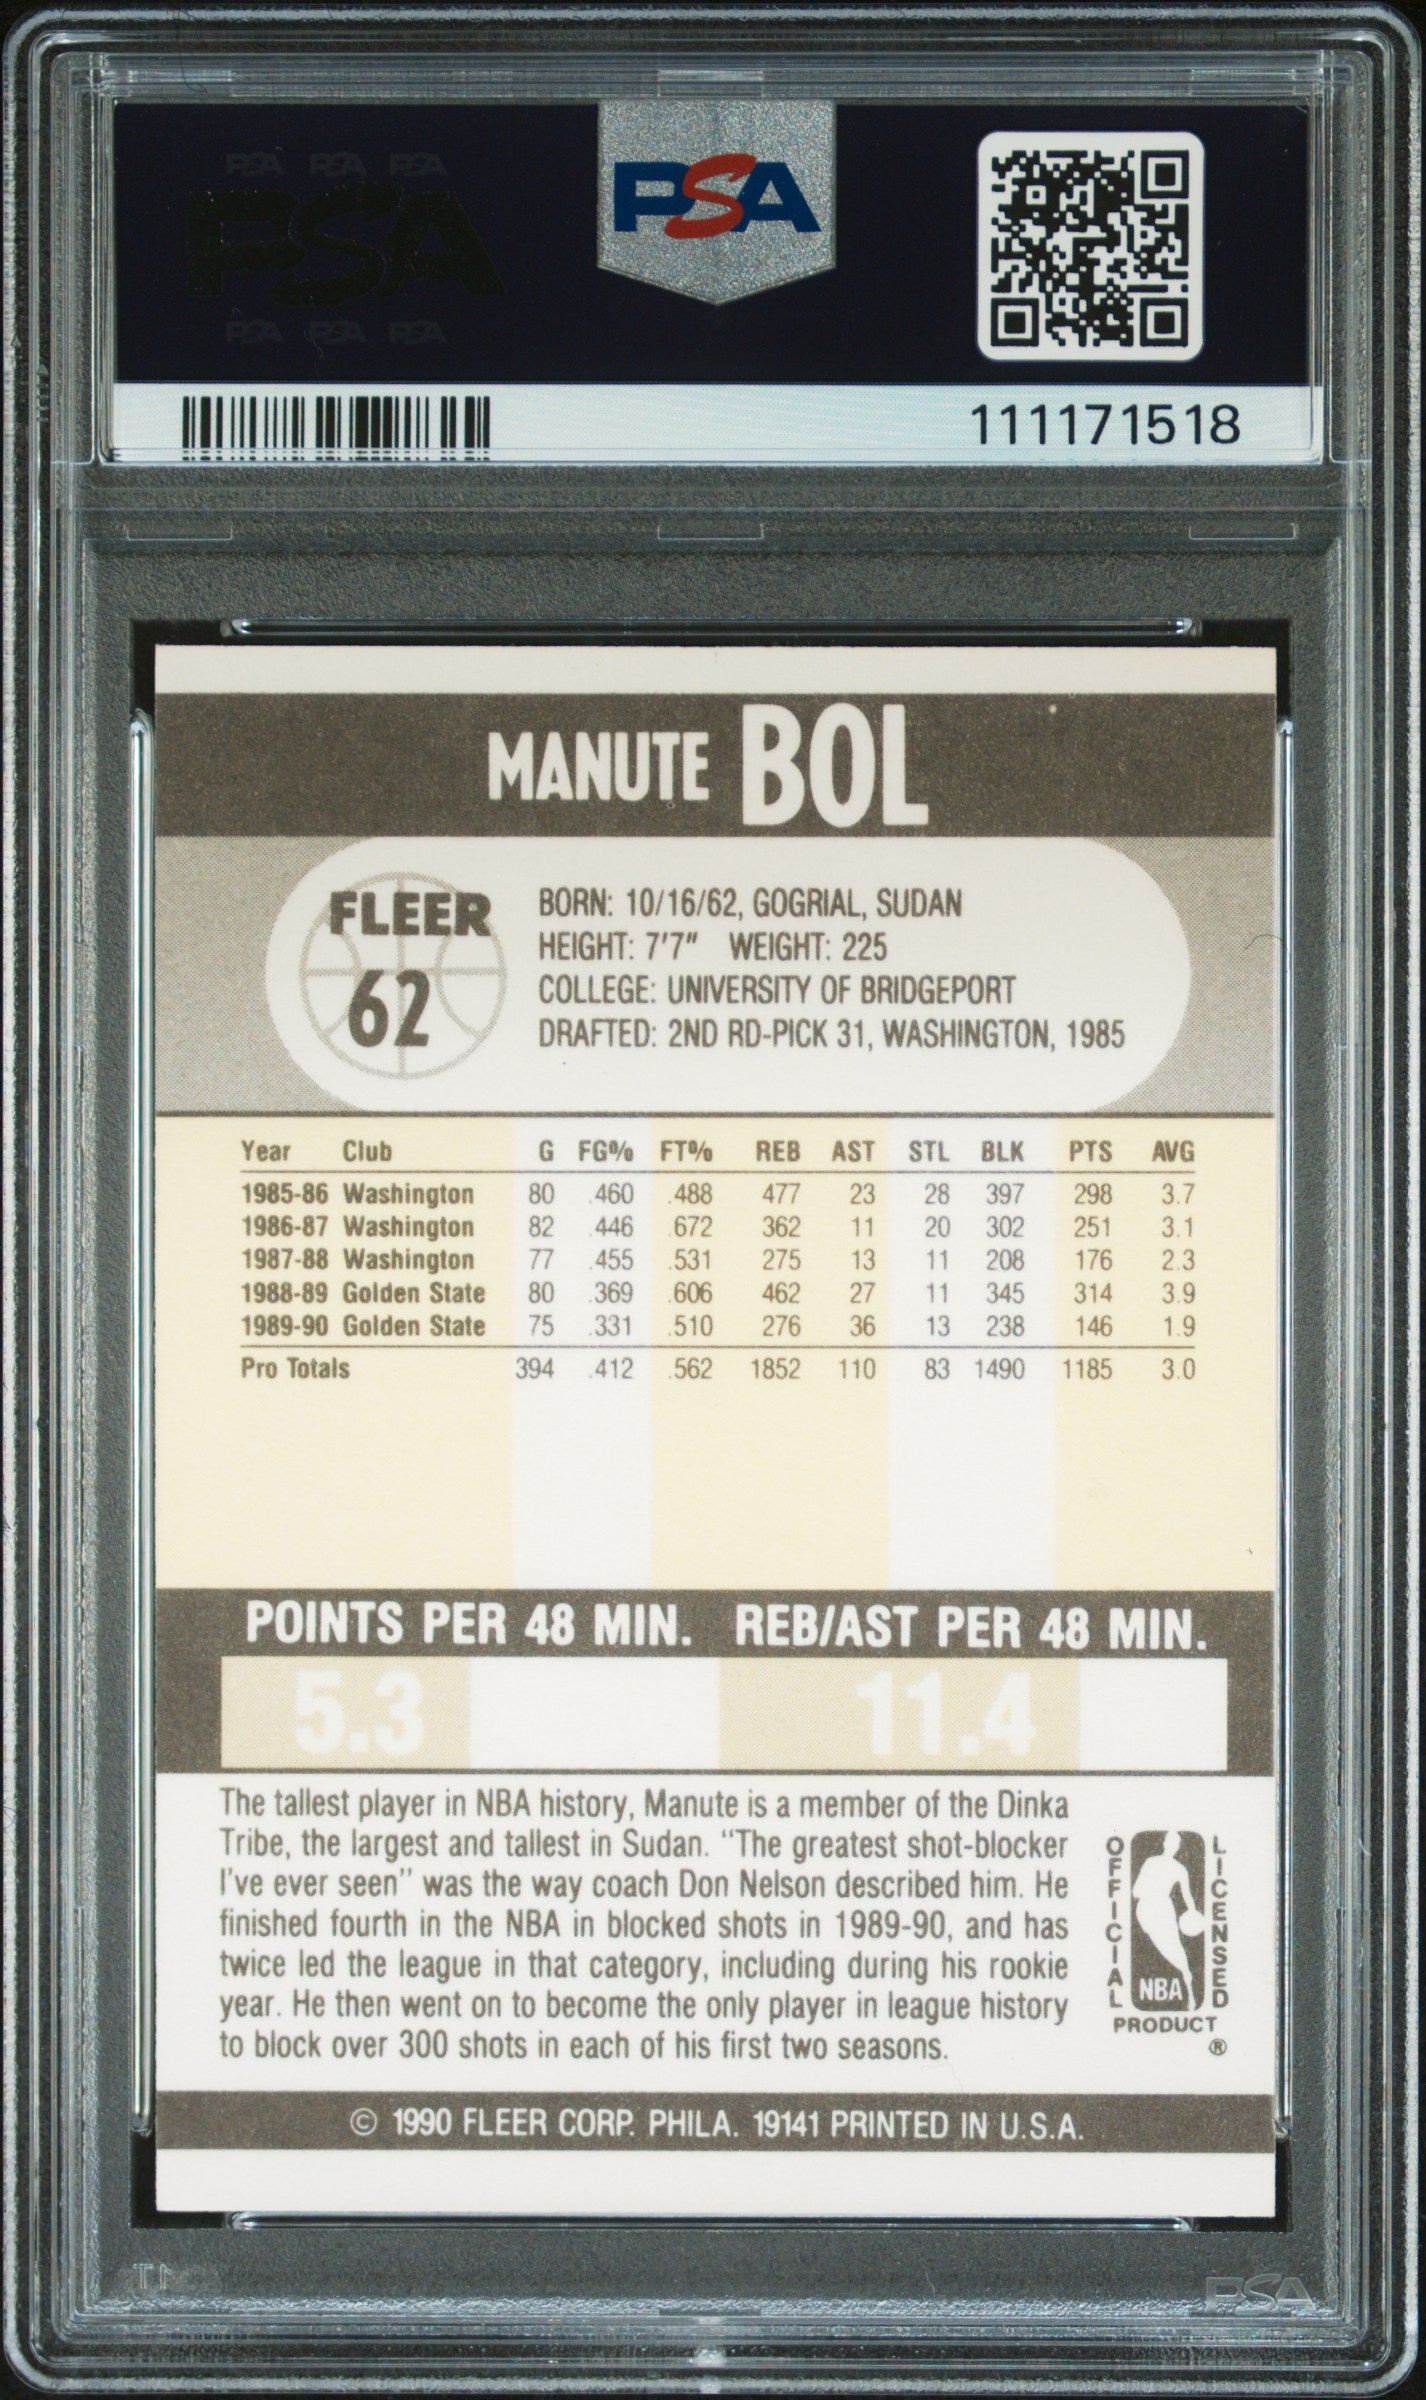 PSA PSA PSA
PSA
PSA PSA PSA
PSA
111171518
MANUTE BOL
FLEER
62
BORN: 10/16/62, GOGRIAL, SUDAN
HEIGHT: 7'7" WEIGHT: 225
COLLEGE: UNIVERSITY OF BRIDGEPORT
DRAFTED: 2ND RD-PICK 31, WASHINGTON, 1985
Year Club G FG% FT% REB AST STL BLK PTS AVG
1985-86 Washington 80 .460 .488 477 23 28 397 298 3.7
1986-87 Washington 82 .446 .672 362 11 20 302 251 3.1
1987-88 Washington 77 .455 .531 275 13 11 208 176 2.3
1988-89 Golden State 80 .369 .606 462 27 11 345 314 3.9
1989-90 Golden State 75 .331 .510 276 36 13 238 146 1.9
Pro Totals 394 .412 .562 1852 110 83 1490 1185 3.0
POINTS PER 48 MIN. REB/AST PER 48 MIN.
5.3 11.4
The tallest player in NBA history, Manute is a member of the Dinka
Tribe, the largest and tallest in Sudan. "The greatest shot-blocker
I've ever seen" was the way coach Don Nelson described him. He
finished fourth in the NBA in blocked shots in 1989-90, and has
twice led the league in that category, including during his rookie
year. He then went on to become the only player in league history
to block over 300 shots in each of his first two seasons.
OFFICIAL
NBA
LICENSED
PRODUCT
®
© 1990 FLEER CORP. PHILA. 19141 PRINTED IN U.S.A.
PSA